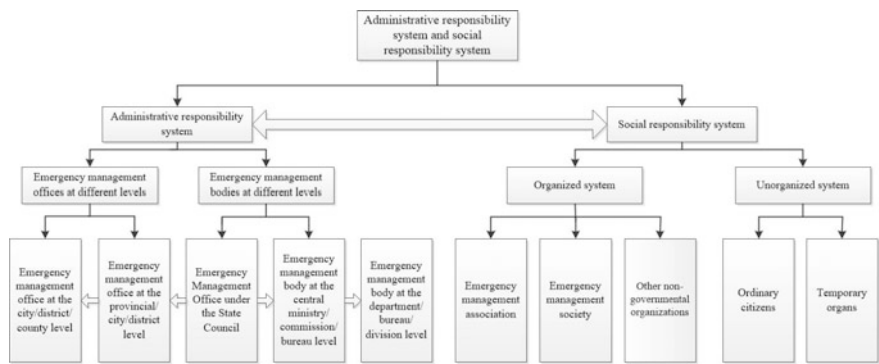 Administrative responsibility
system and social
responsibility system
Administrative responsibility
system
Social responsibility system
Emergency management
offices at different levels
Emergency management
bodies at different levels
Organized system
Unorganized system
Emergency
management
office at the
city/district/
county level
Emergency
management
office at the
provincial/
city/district
level
Emergency
Management
Office under
the State
Council
Emergency
management
body at the
central
ministry/
commission/
bureau level
Emergency
management
body at the
department/
bureau/
division level
Emergency
management
association
Emergency
management
society
Other non-
governmental
organizations
Ordinary
citizens
Temporary
organs